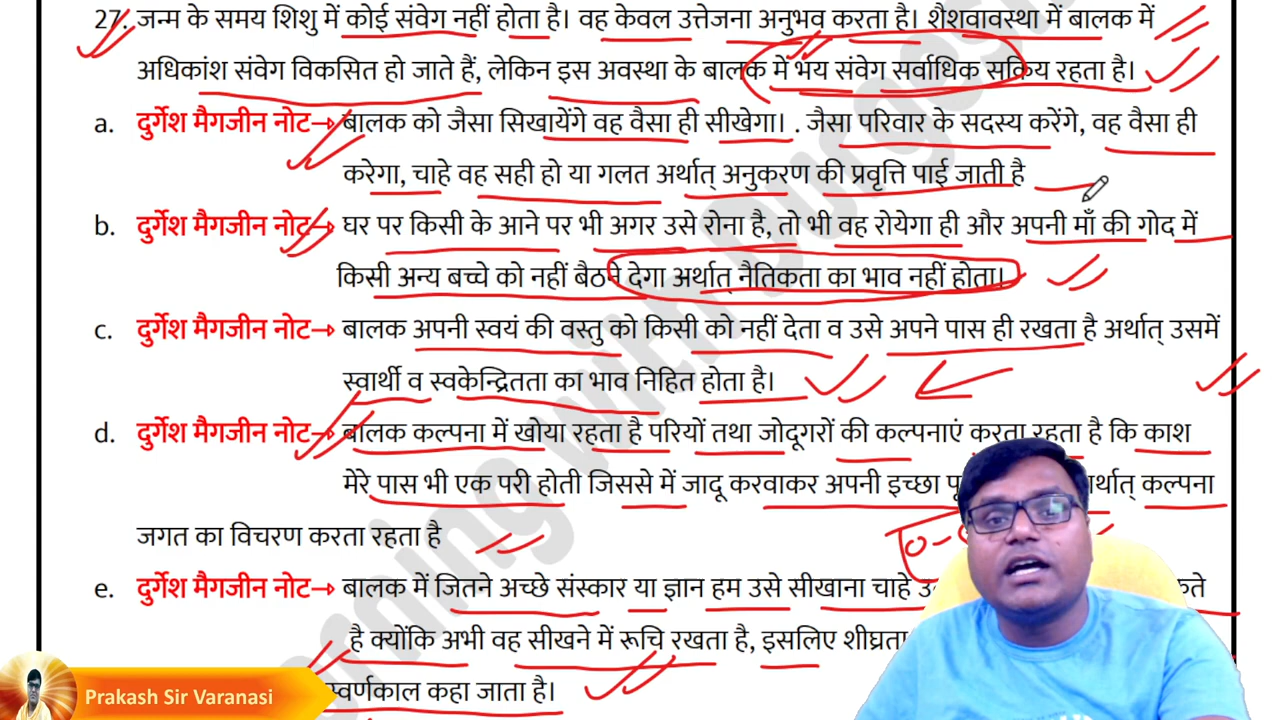 27. जन्म के समय शिशु में कोई संवेग नहीं होता है। वह केवल उत्तेजना अनुभव करता है। शैशवावस्था में बालक में
अधिकांश संवेग विकसित हो जाते हैं, लेकिन इस अवस्था के बालक में भय संवेग सर्वाधिक सक्रिय रहता है।
a. दुर्गेश मैगजीन नोट→ बालक को जैसा सिखायेंगे वह वैसा ही सीखेगा। . जैसा परिवार के सदस्य करेंगे, वह वैसा ही
करेगा, चाहे वह सही हो या गलत अर्थात् अनुकरण की प्रवृत्ति पाई जाती है
b. दुर्गेश मैगजीन नोट→ घर पर किसी के आने पर भी अगर उसे रोना है, तो भी वह रोयेगा ही और अपनी माँ की गोद में
किसी अन्य बच्चे को नहीं बैठने देगा अर्थात् नैतिकता का भाव नहीं होता।
c. दुर्गेश मैगजीन नोट→ बालक अपनी स्वयं की वस्तु को किसी को नहीं देता व उसे अपने पास ही रखता है अर्थात् उसमें
स्वार्थी व स्वकेन्द्रितता का भाव निहित होता है।
d. दुर्गेश मैगजीन नोट→ बालक कल्पना में खोया रहता है परियों तथा जोदूगरों की कल्पनाएं करता रहता है कि काश
मेरे पास भी एक परी होती जिससे में जादू करवाकर अपनी इच्छा अर्थात् कल्पना
जगत का विचरण करता रहता है
e. दुर्गेश मैगजीन नोट→ बालक में जितने अच्छे संस्कार या ज्ञान हम उसे सीखाना चाहे
है क्योंकि अभी वह सीखने में रूचि रखता है, इसलिए
स्वर्णकाल कहा जाता है।
Prakash Sir Varanasi